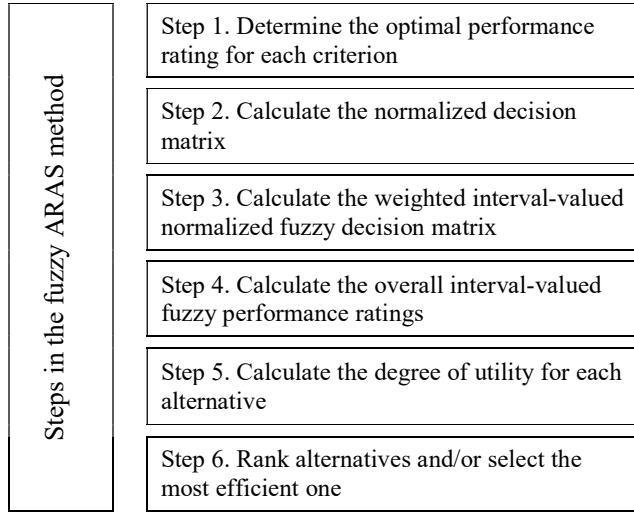 Steps in the fuzzy ARAS method
Step 1. Determine the optimal performance
rating for each criterion
Step 2. Calculate the normalized decision
matrix
Step 3. Calculate the weighted interval-valued
normalized fuzzy decision matrix
Step 4. Calculate the overall interval-valued
fuzzy performance ratings
Step 5. Calculate the degree of utility for each
alternative
Step 6. Rank alternatives and/or select the
most efficient one